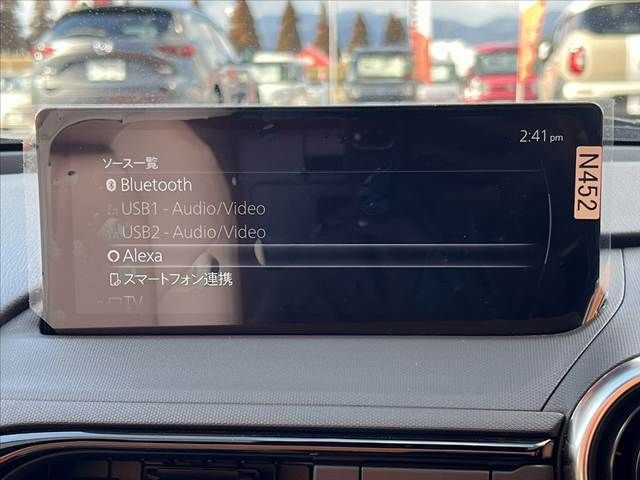 2:41 pm
ソース一覧
Bluetooth
USB1 - Audio/Video
USB2 - Audio/Video
Alexa
スマートフォン連携
TV
N452